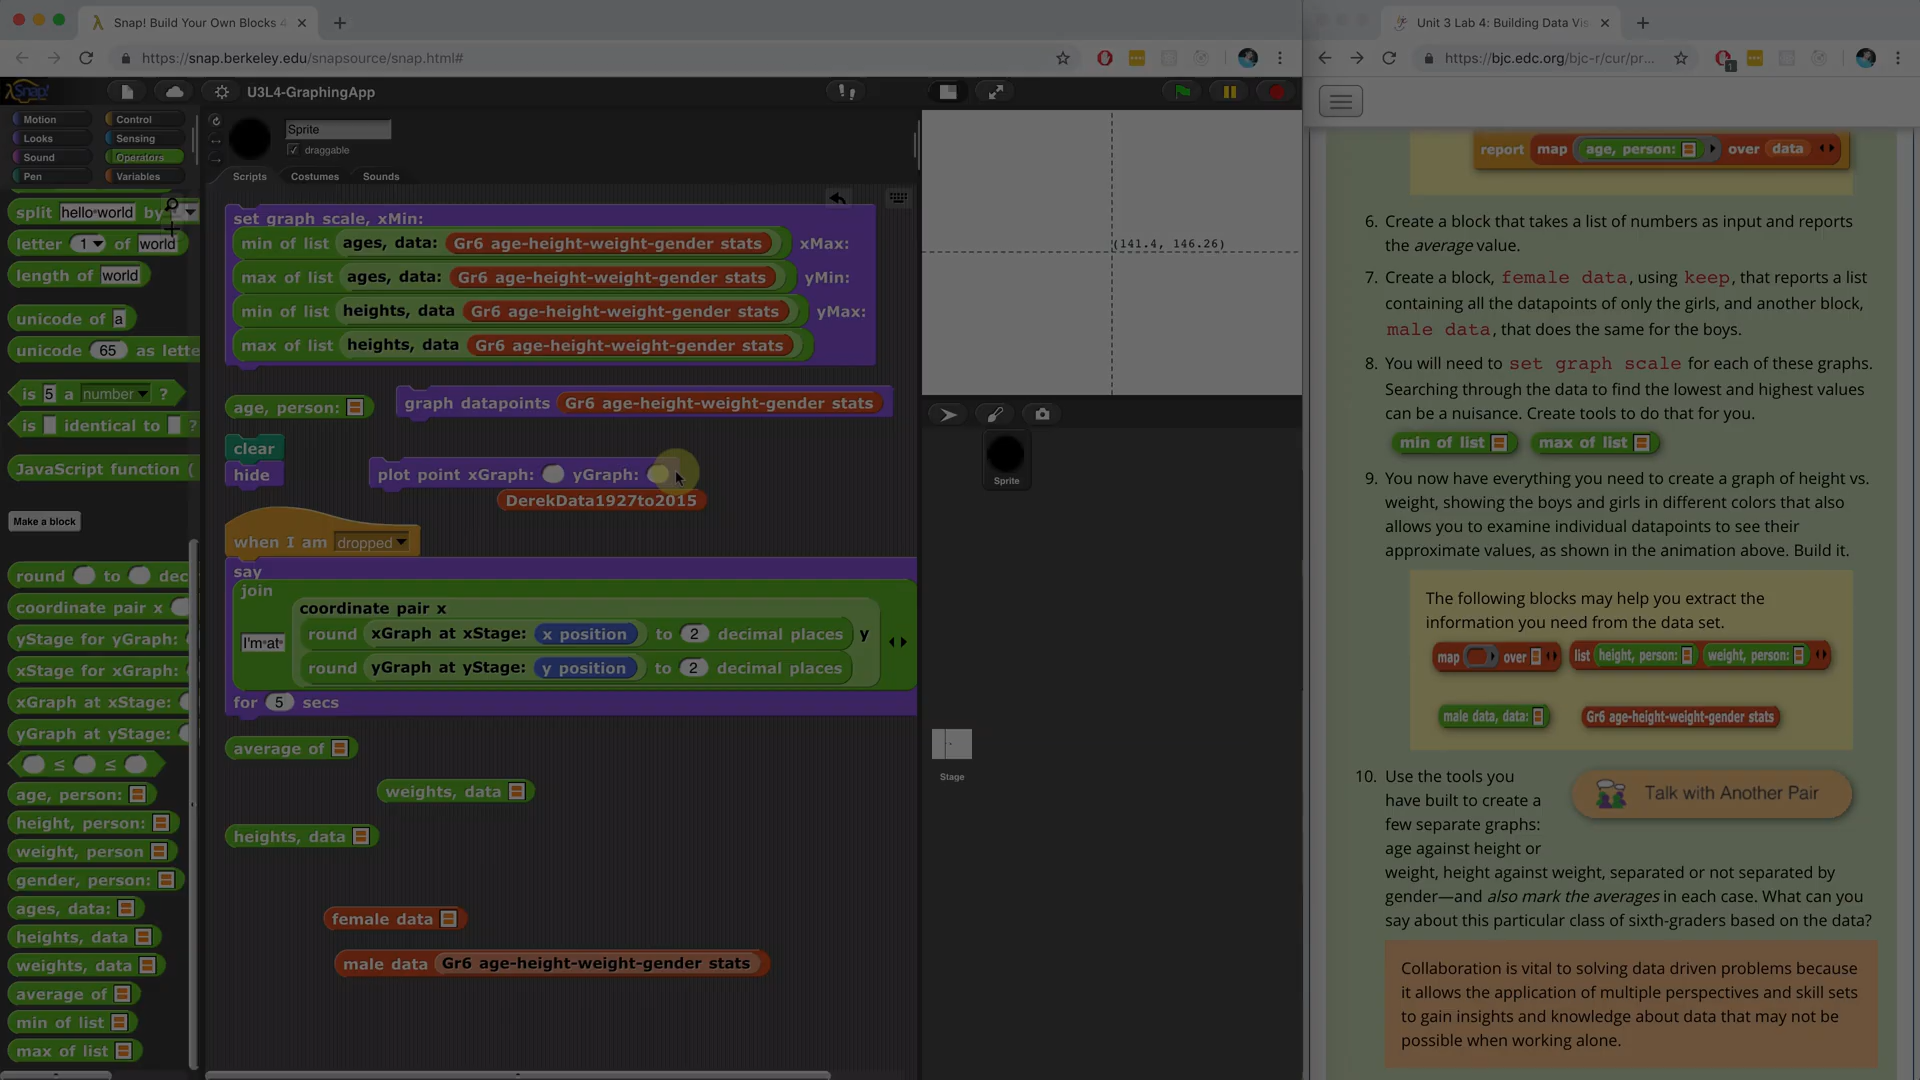 Snap! Build Your Own Blocks 4
https://snap.berkeley.edu/snapsource/snap.html#
U3L4-GraphingApp
Motion
Control
Looks
Sensing
Sound
Operators
Pen
Variables
split hello world by
letter 1 of world
length of world
unicode of a
unicode 65 as lette
is 5 a number ?
is identical to ?
JavaScript function (
Make a block
round to dec
coordinate pair x
yStage for yGraph:
xStage for xGraph:
xGraph at xStage:
yGraph at yStage:
≤ ≤
age, person:
height, person:
weight, person
gender, person:
ages, data:
heights, data
weights, data
average of
min of list
max of list
Sprite
draggable
Scripts
Costumes
Sounds
set graph scale, xMin:
min of list ages, data: Gr6 age-height-weight-gender stats xMax:
max of list ages, data: Gr6 age-height-weight-gender stats yMin:
min of list heights, data Gr6 age-height-weight-gender stats yMax:
max of list heights, data Gr6 age-height-weight-gender stats
age, person:
graph datapoints Gr6 age-height-weight-gender stats
clear
hide
plot point xGraph: yGraph:
DerekData1927to2015
when I am dropped
say
join
I'm at
coordinate pair x
round xGraph at xStage: x position to 2 decimal places y
round yGraph at yStage: y position to 2 decimal places
for 5 secs
average of
weights, data
heights, data
female data
male data Gr6 age-height-weight-gender stats
(141.4, 146.26)
Sprite
Stage
Unit 3 Lab 4: Building Data Vis
https://bjc.edc.org/bjc-r/cur/pr...
1
report map age, person: over data
6. Create a block that takes a list of numbers as input and reports
the average value.
7. Create a block, female data, using keep, that reports a list
containing all the datapoints of only the girls, and another block,
male data, that does the same for the boys.
8. You will need to set graph scale for each of these graphs.
Searching through the data to find the lowest and highest values
can be a nuisance. Create tools to do that for you.
min of list max of list
9. You now have everything you need to create a graph of height vs.
weight, showing the boys and girls in different colors that also
allows you to examine individual datapoints to see their
approximate values, as shown in the animation above. Build it.
The following blocks may help you extract the
information you need from the data set.
map over list height, person: weight, person:
male data, data: Gr6 age-height-weight-gender stats
10. Use the tools you
have built to create a
few separate graphs:
age against height or
weight, height against weight, separated or not separated by
gender—and also mark the averages in each case. What can you
say about this particular class of sixth-graders based on the data?
Talk with Another Pair
Collaboration is vital to solving data driven problems because
it allows the application of multiple perspectives and skill sets
to gain insights and knowledge about data that may not be
possible when working alone.